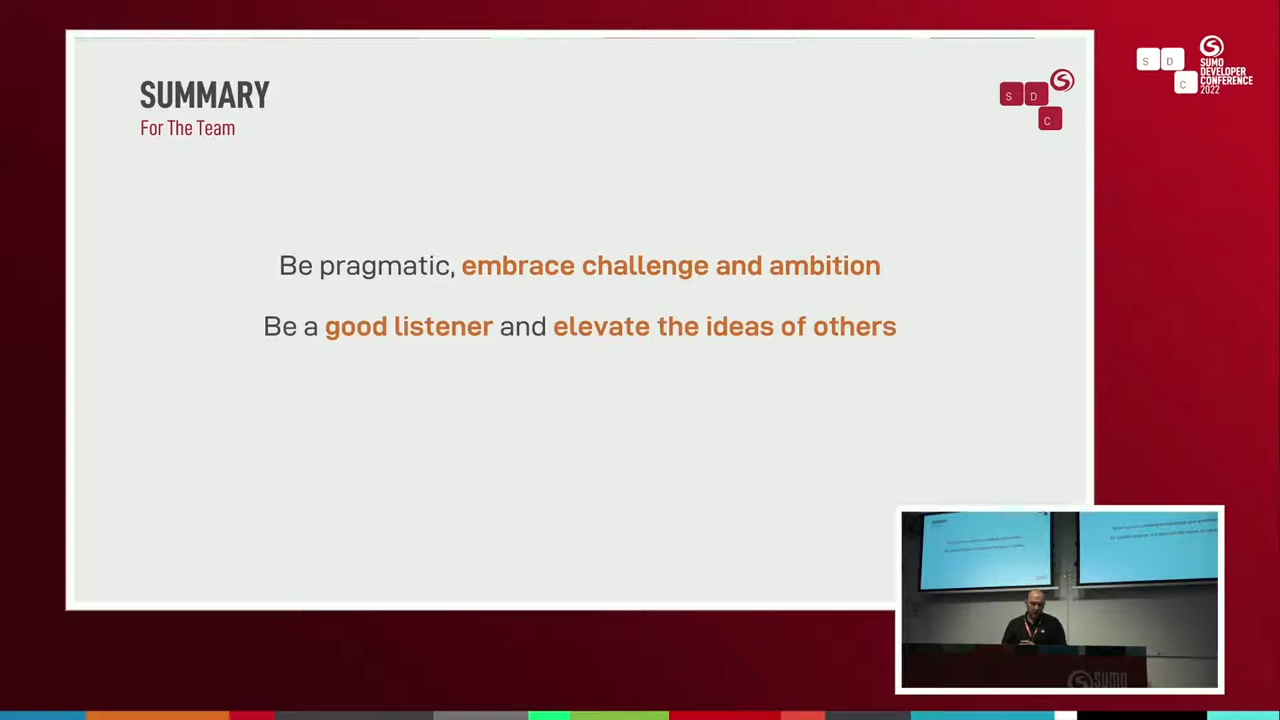 SUMMARY
For The Team
S D
C
Be pragmatic, embrace challenge and ambition
Be a good listener and elevate the ideas of others
S D
C
SUMO
DEVELOPER
CONFERENCE
2022
SUMO